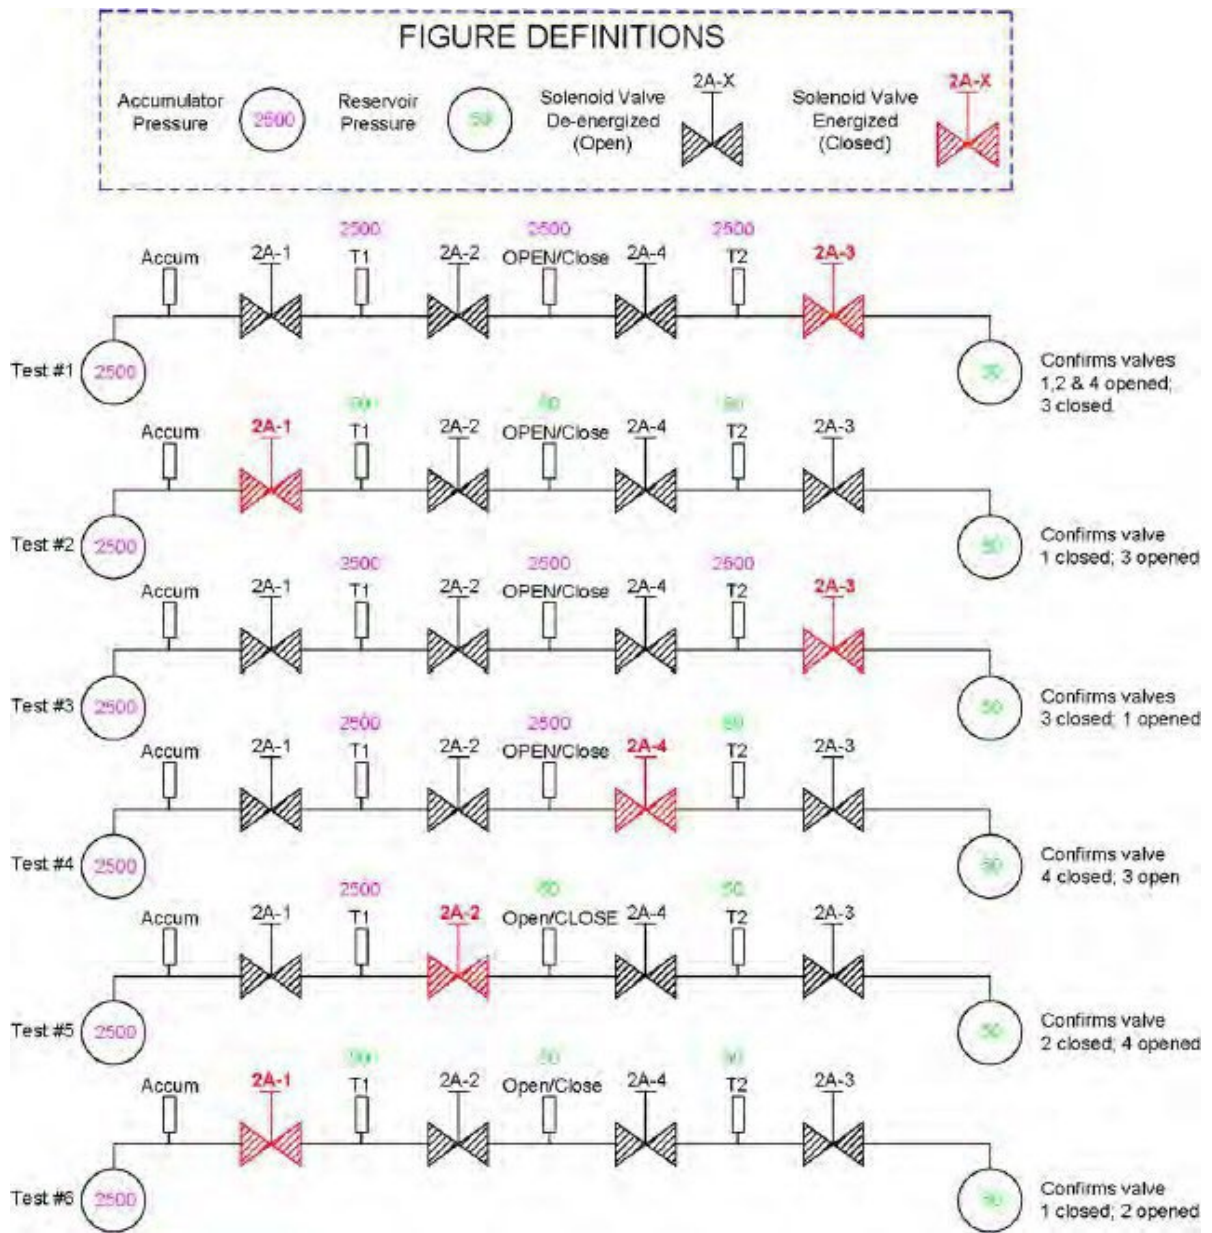 FIGURE DEFINITIONS
Accumulator
Pressure
2500
Reservoir
Pressure
50
Solenoid Valve
De-energized
(Open)
2A-X
Solenoid Valve
Energized
(Closed)
2A-X
2500 2500 2500
Accum 2A-1 T1 2A-2 OPEN/Close 2A-4 T2 2A-3
Test #1 2500
Confirms valves
1,2 & 4 opened;
3 closed.
Accum 2A-1 T1 2A-2 OPEN/Close 2A-4 T2 2A-3
Test #2 2500 50
Confirms valve
1 closed; 3 opened
2500 2500 2500
Accum 2A-1 T1 2A-2 OPEN/Close 2A-4 T2 2A-3
Test #3 2500 50
Confirms valves
3 closed; 1 opened
2500 2500 50
Accum 2A-1 T1 2A-2 OPEN/Close 2A-4 T2 2A-3
Test #4 2500 50
Confirms valve
4 closed; 3 open
2500 50 50
Accum 2A-1 T1 2A-2 Open/CLOSE 2A-4 T2 2A-3
Test #5 2500 50
Confirms valve
2 closed; 4 opened
50 50
Accum 2A-1 T1 2A-2 Open/Close 2A-4 T2 2A-3
Test #6 2500 50
Confirms valve
1 closed; 2 opened